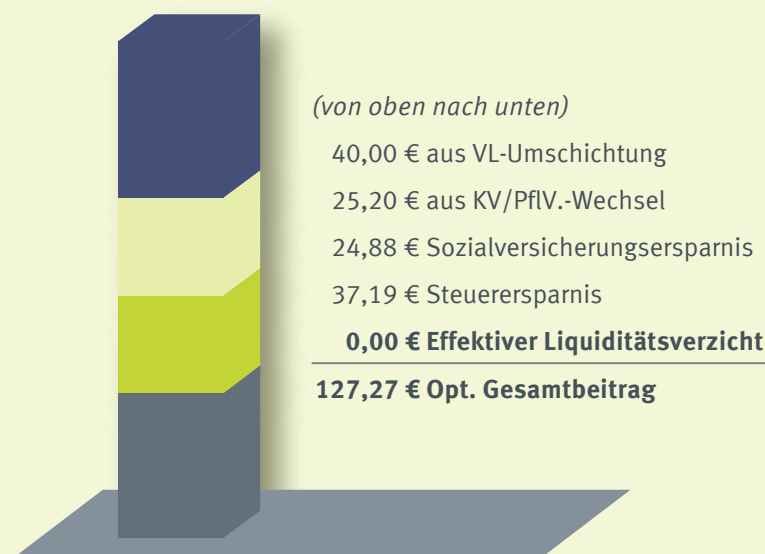 (von oben nach unten)
40,00 € aus VL-Umschichtung
25,20 € aus KV/PflV.-Wechsel
24,88 € Sozialversicherungsersparnis
37,19 € Steuerersparnis
0,00 € Effektiver Liquiditätsverzicht
127,27 € Opt. Gesamtbeitrag